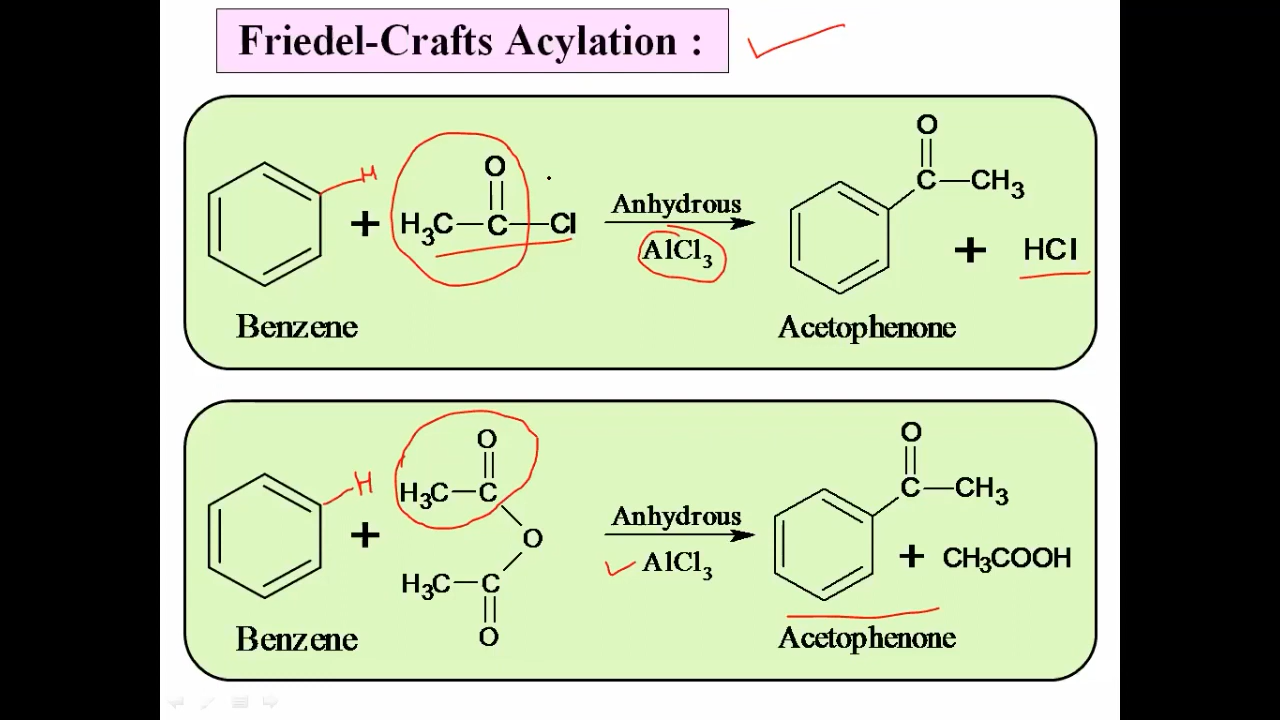 Friedel-Crafts Acylation :
O
O
H
H₃C—C—Cl
+
Anhydrous
AlCl₃
C—CH₃
+
HCl
Benzene
Acetophenone
O
O
H
H₃C—C
+
O
H₃C—C
O
Anhydrous
AlCl₃
C—CH₃
+
CH₃COOH
Benzene
Acetophenone